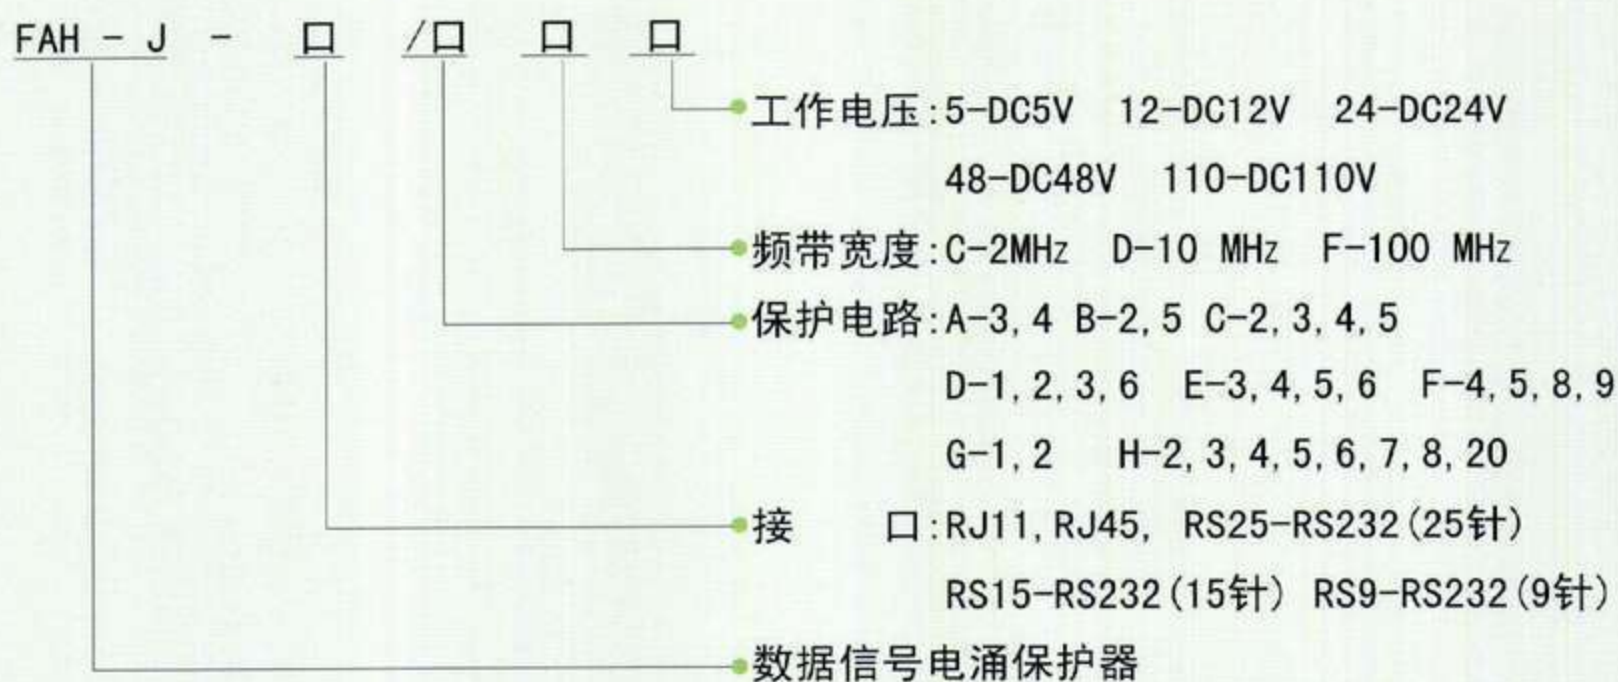 FAH - J - 口 /口 口 口
工作电压:5-DC5V 12-DC12V 24-DC24V
48-DC48V 110-DC110V
频带宽度:C-2MHz D-10 MHz F-100 MHz
保护电路:A-3,4 B-2,5 C-2,3,4,5
D-1,2,3,6 E-3,4,5,6 F-4,5,8,9
G-1,2 H-2,3,4,5,6,7,8,20
接 口:RJ11,RJ45, RS25-RS232(25针)
RS15-RS232(15针) RS9-RS232(9针)
数据信号电涌保护器